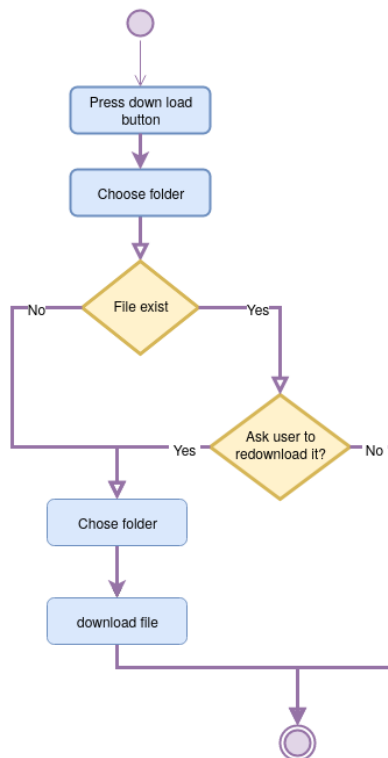 Press down load
button
Choose folder
File exist
No
Yes
Ask user to
redownload it?
Yes
No
Chose folder
download file